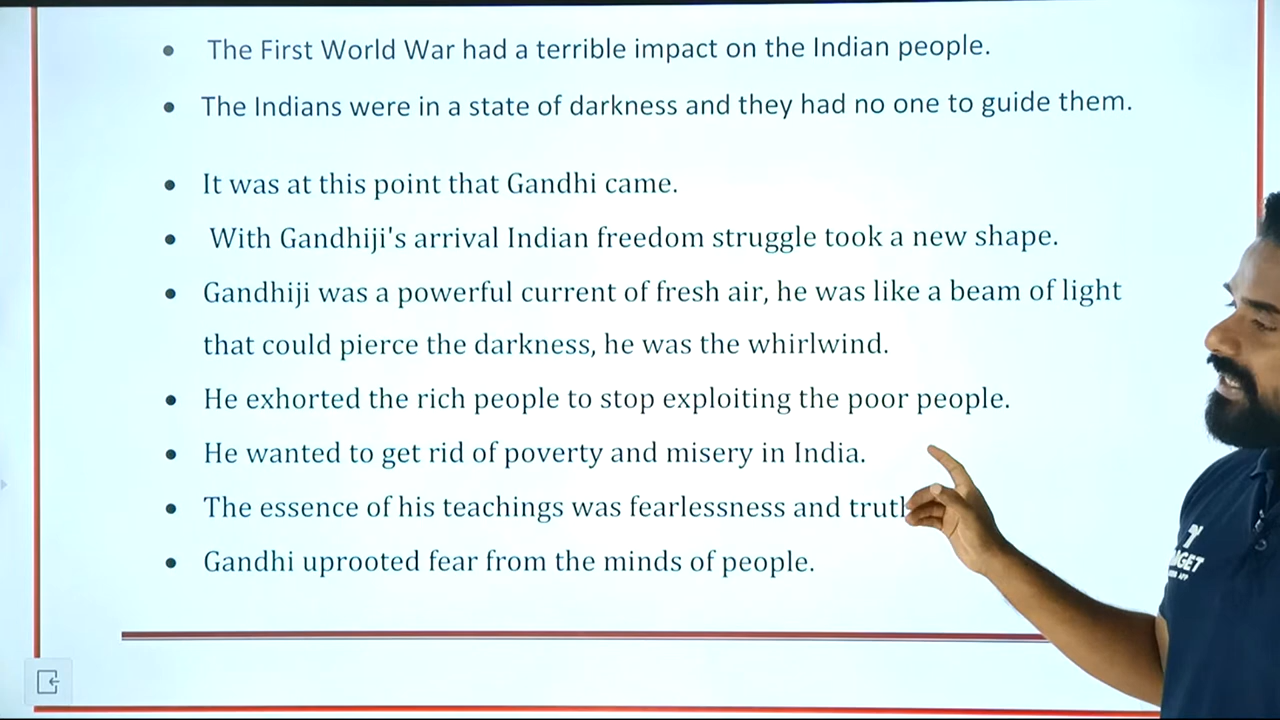 The First World War had a terrible impact on the Indian people.
The Indians were in a state of darkness and they had no one to guide them.
It was at this point that Gandhi came.
With Gandhiji's arrival Indian freedom struggle took a new shape.
Gandhiji was a powerful current of fresh air, he was like a beam of light
that could pierce the darkness, he was the whirlwind.
He exhorted the rich people to stop exploiting the poor people.
He wanted to get rid of poverty and misery in India.
The essence of his teachings was fearlessness and
Gandhi uprooted fear from the minds of people.